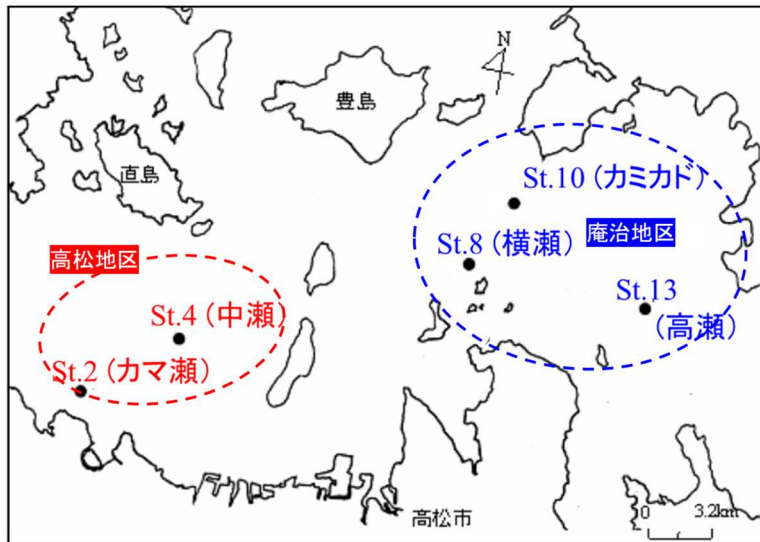 N
豊島
直島
St.10 (カミカド)
庵治地区
St.8 (横瀬)
高松地区
St.13
(高瀬)
St.4 (中瀬)
St.2 (カマ瀬)
高松市
0 3.2km